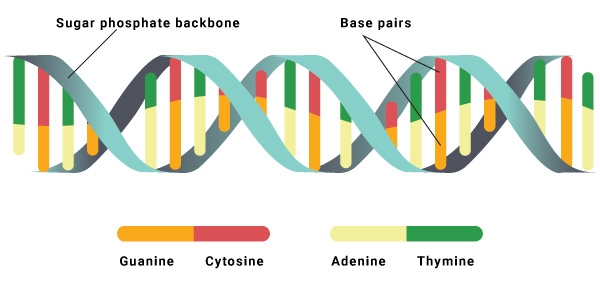 Sugar phosphate backbone
Base pairs
Guanine Cytosine
Adenine Thymine